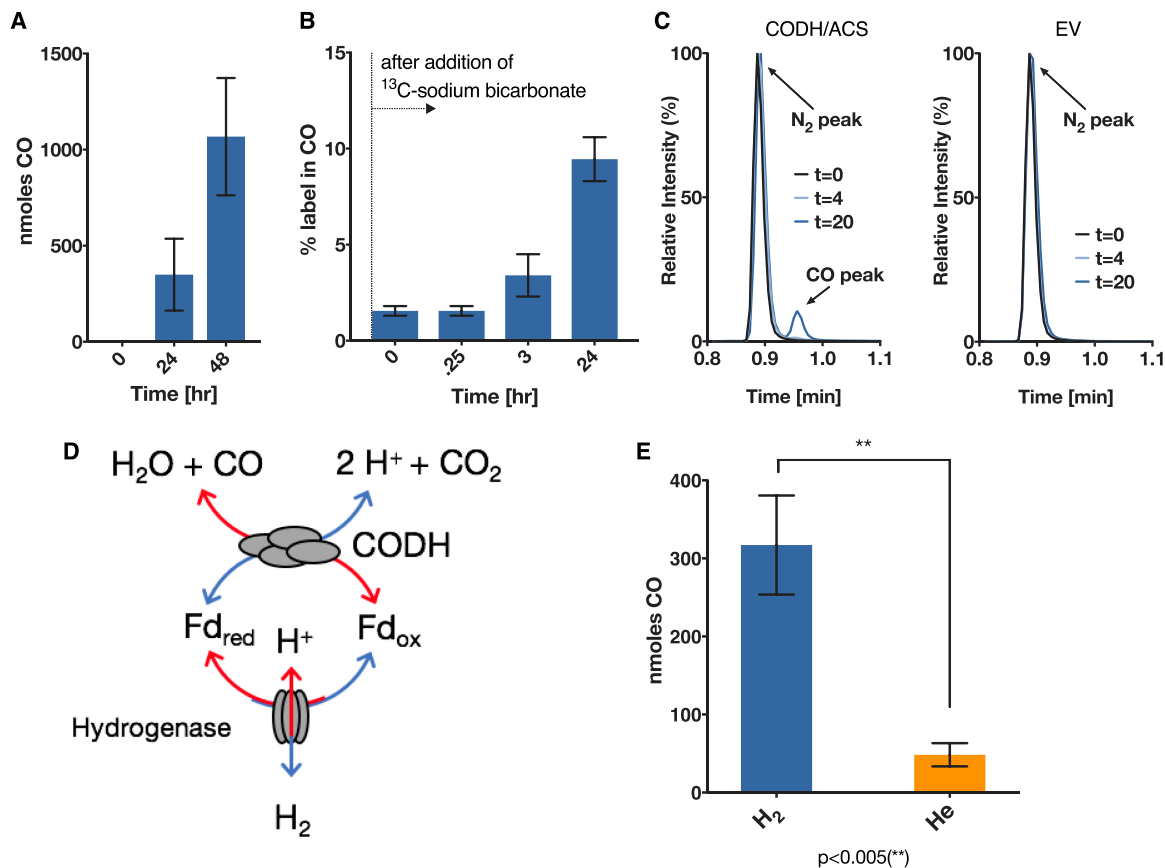 A
nmoles CO
1500
1000
500
0
0
24
48
Time [hr]
B
% label in CO
15
10
5
0
after addition of
¹³C-sodium bicarbonate
0
.25
3
24
Time [hr]
C
CODH/ACS
Relative Intensity (%)
100
50
0
N₂ peak
t=0
t=4
t=20
CO peak
0.8
0.9
1.0
1.1
Time [min]
EV
Relative Intensity (%)
100
50
0
N₂ peak
t=0
t=4
t=20
0.8
0.9
1.0
1.1
Time [min]
D
H₂O + CO
2 H⁺ + CO₂
CODH
Fd_red
H⁺
Fd_ox
Hydrogenase
H₂
E
**
nmoles CO
400
300
200
100
0
H₂
He
p<0.005(**)